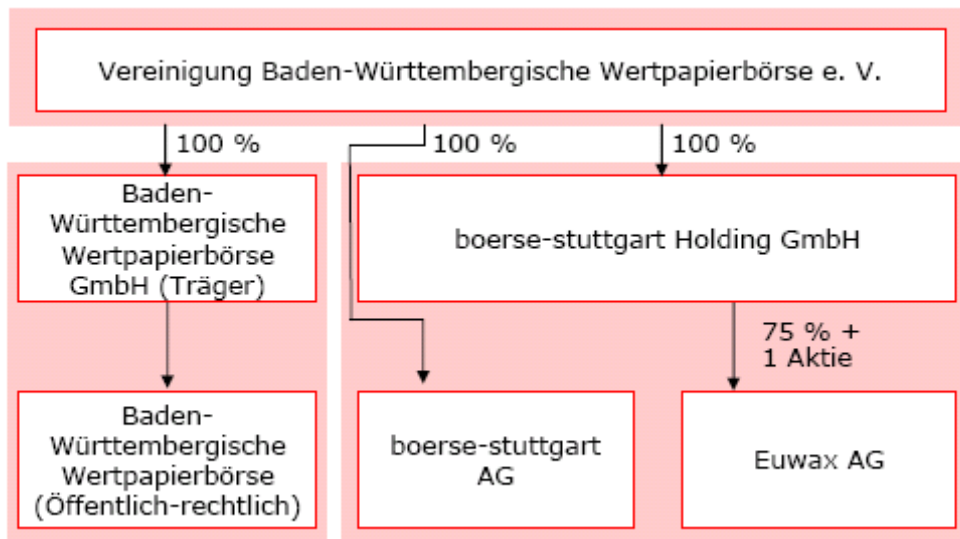 Vereinigung Baden-Württembergische Wertpapierbörse e. V.
100 %
100 %
100 %
Baden-
Württembergische
Wertpapierbörse
GmbH (Träger)
boerse-stuttgart Holding GmbH
75 % +
1 Aktie
Baden-
Württembergische
Wertpapierbörse
(Öffentlich-rechtlich)
boerse-stuttgart
AG
Euwax AG